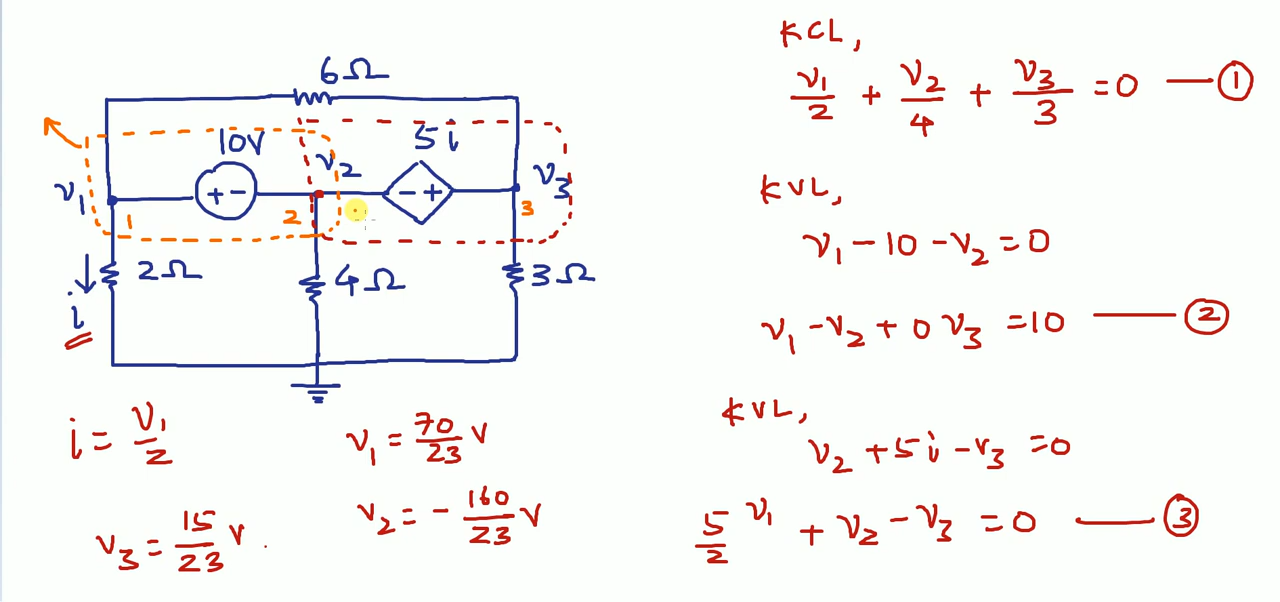 6Ω
10V
5i
v₁
v₂
v₃
+ -
- +
1
2
3
i
2Ω
4Ω
3Ω
i = v₁/2
v₁ = 70/23 v
v₂ = - 160/23 v
v₃ = 15/23 v
KCL,
v₁/2 + v₂/4 + v₃/3 = 0 — ①
KVL,
v₁ - 10 - v₂ = 0
v₁ - v₂ + 0 v₃ = 10 — ②
KVL,
v₂ + 5i - v₃ = 0
5/2 v₁ + v₂ - v₃ = 0 — ③